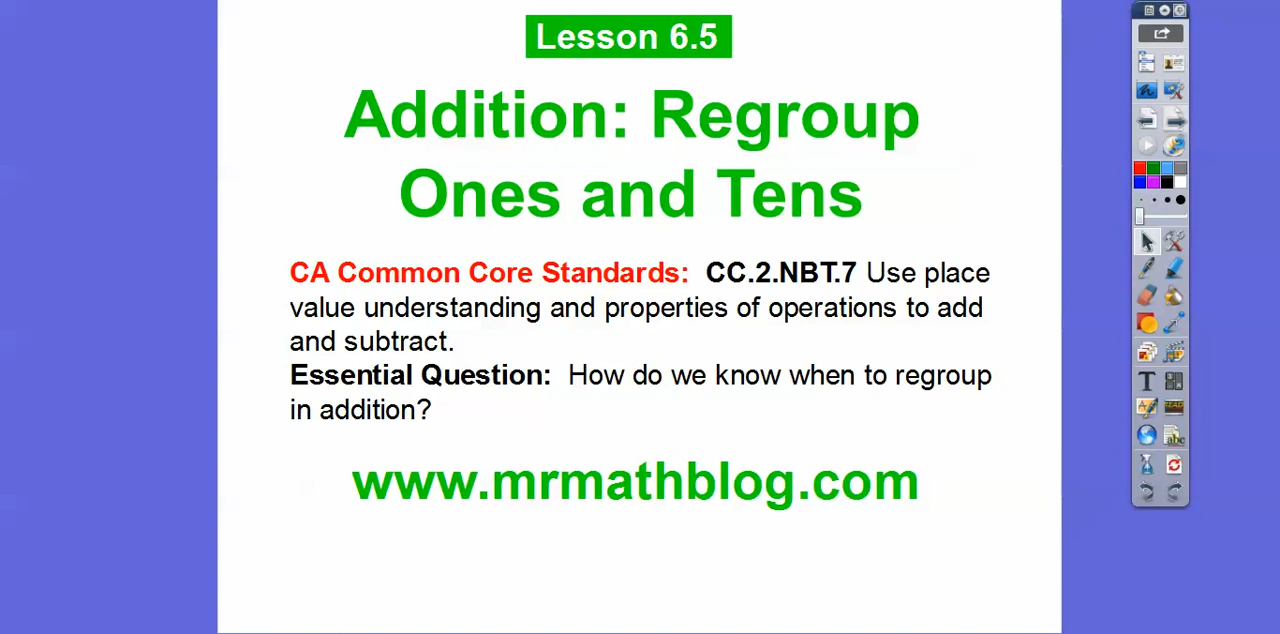 Lesson 6.5
Addition: Regroup
Ones and Tens
CA Common Core Standards: CC.2.NBT.7 Use place
value understanding and properties of operations to add
and subtract.
Essential Question: How do we know when to regroup
in addition?
www.mrmathblog.com